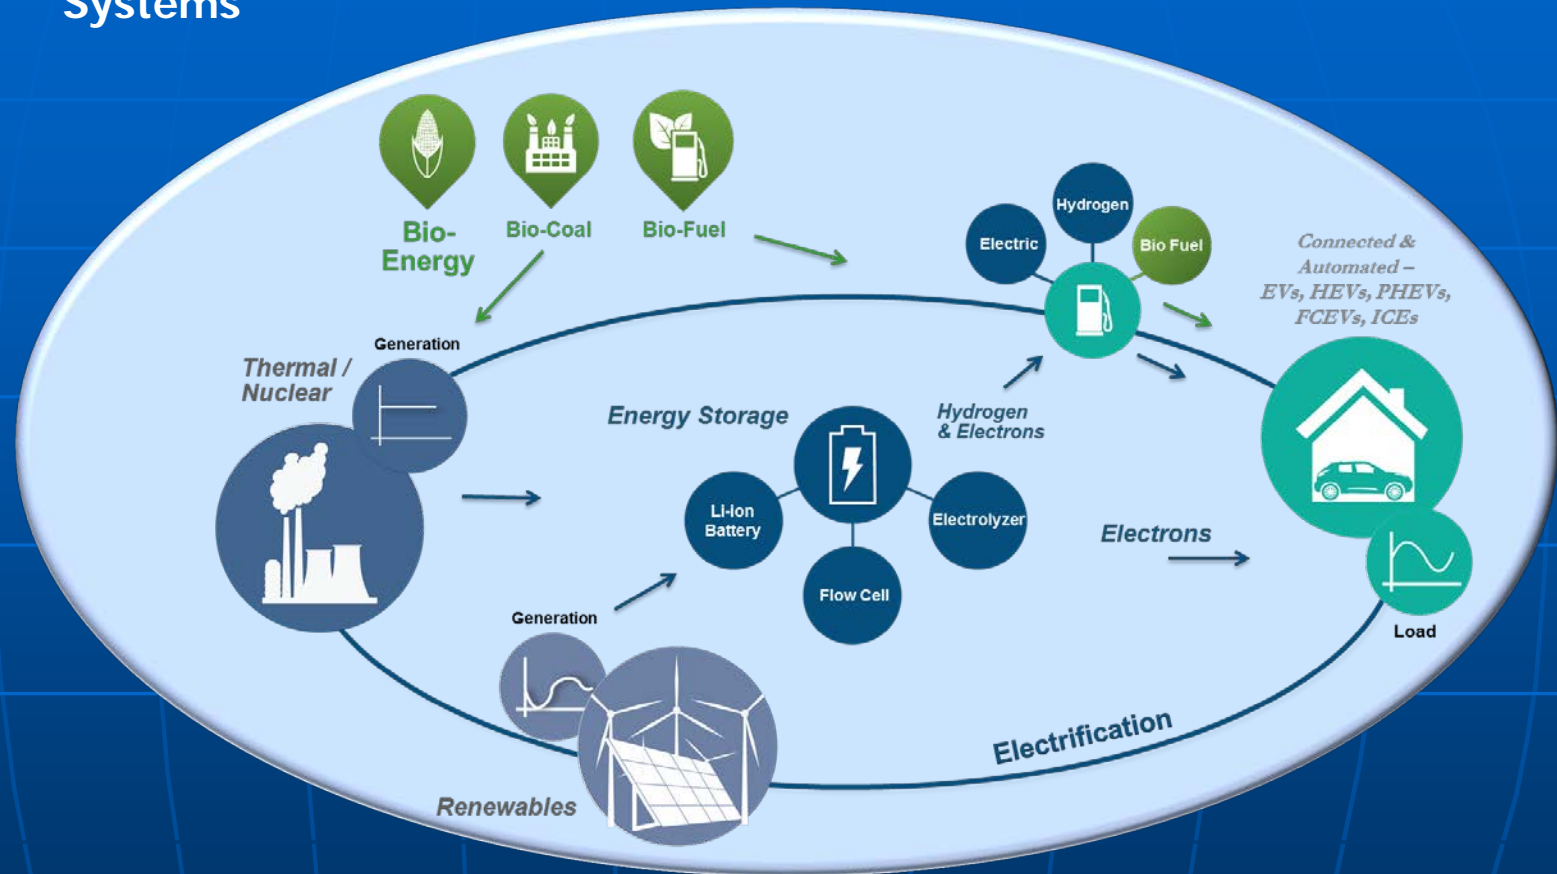 Systems
Bio-
Energy
Bio-Coal
Bio-Fuel
Hydrogen
Electric
Bio Fuel
Connected &
Automated –
EVs, HEVs, PHEVs,
FCEVs, ICEs
Generation
Thermal /
Nuclear
Energy Storage
Hydrogen
& Electrons
Li-Ion
Battery
Electrolyzer
Flow Cell
Electrons
Generation
Load
Electrification
Renewables